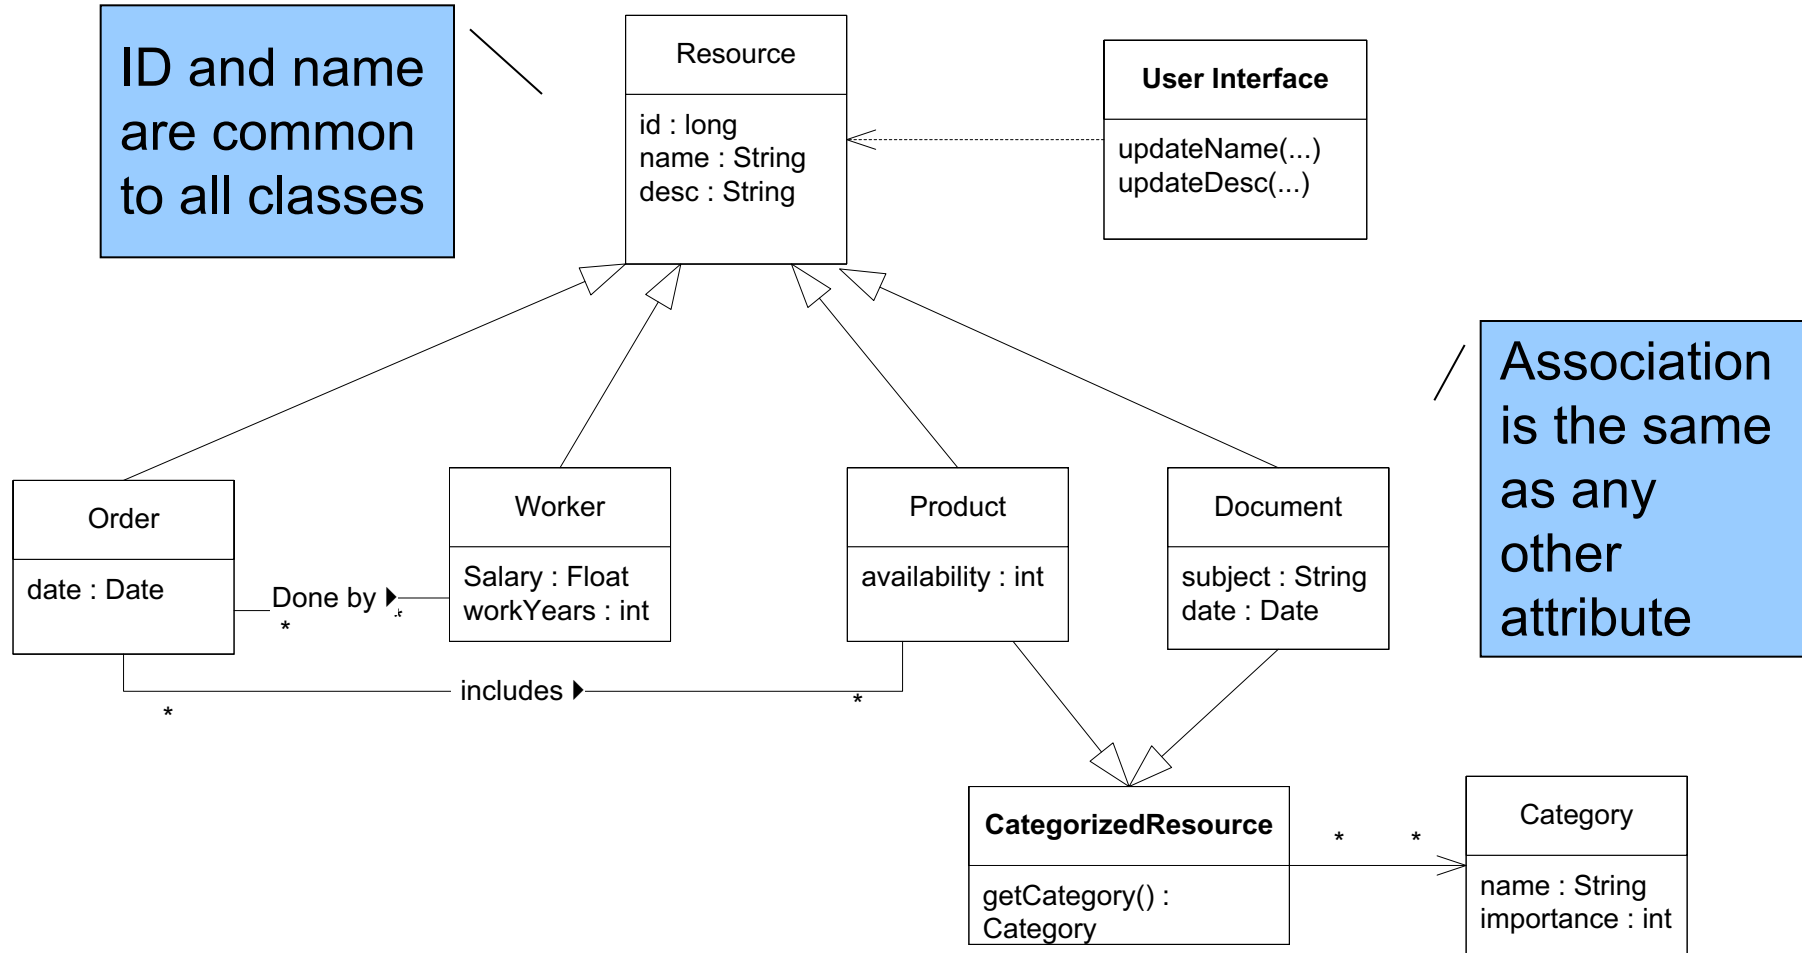 ID and name
are common
to all classes
Resource
id : long
name : String
desc : String
User Interface
updateName(...)
updateDesc(...)
Association
is the same
as any
other
attribute
Order
date : Date
Done by
*
*
Worker
Salary : Float
workYears : int
Product
availability : int
Document
subject : String
date : Date
includes
*
*
CategorizedResource
getCategory() :
Category
*
*
Category
name : String
importance : int